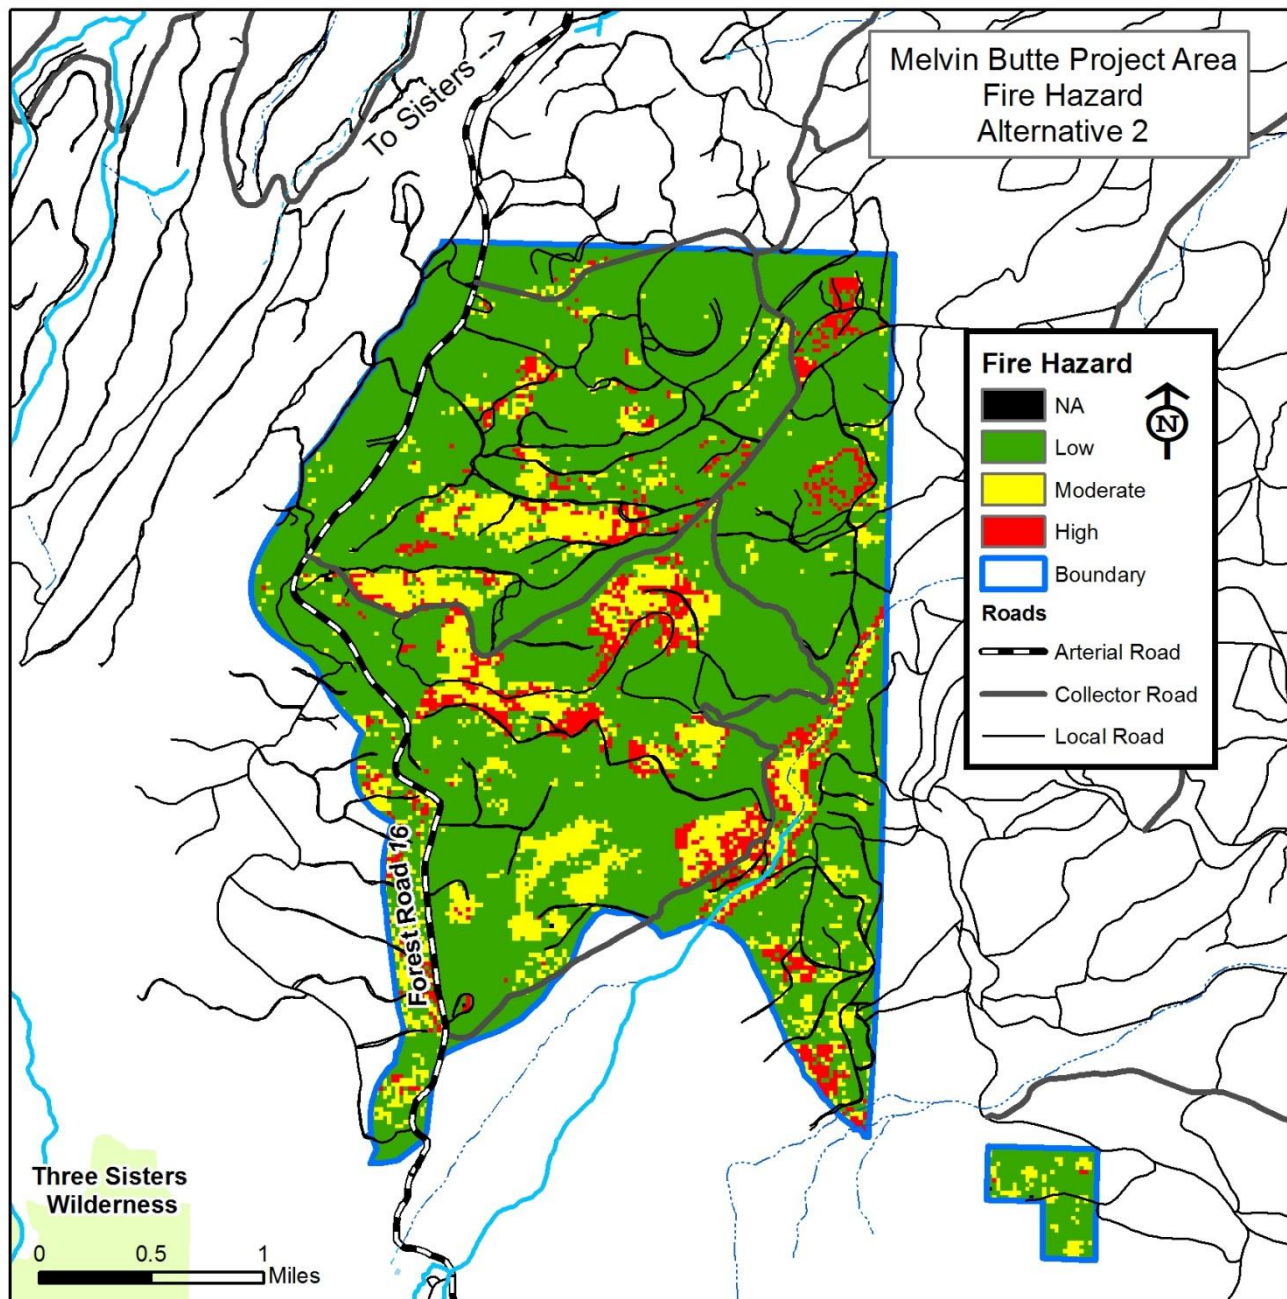 Melvin Butte Project Area
Fire Hazard
Alternative 2
To Sisters --->
Fire Hazard
NA
N
Low
Moderate
High
Boundary
Roads
Arterial Road
Collector Road
Local Road
Forest Road 16
Three Sisters
Wilderness
0 0.5 1
Miles